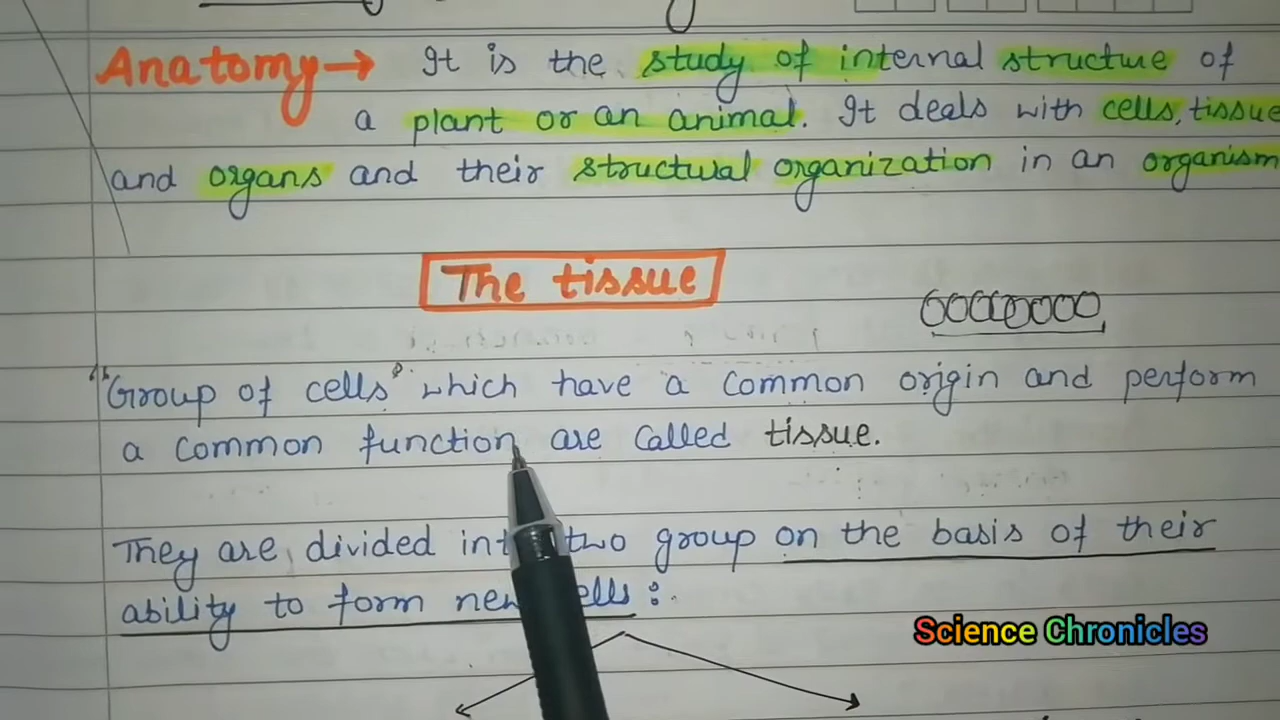 Anatomy → It is the study of internal structure of
a plant or an animal. It deals with cells, tissue
and organs and their structural organization in an organism
The tissue
"Group of cells" which have a common origin and perform
a common function are called tissue.
They are divided into two group on the basis of their
ability to form new cells :
Science Chronicles